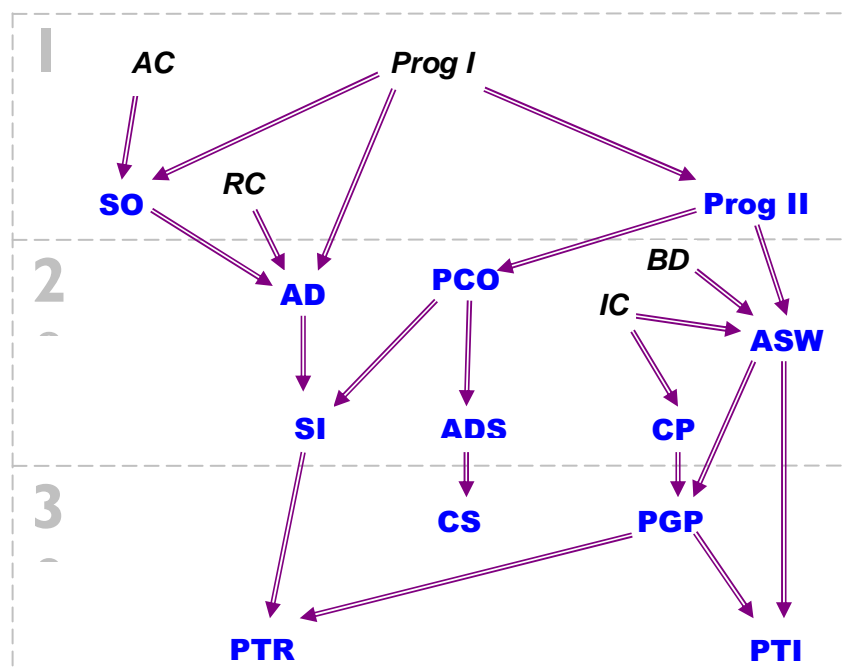 1
AC
Prog I
RC
SO
Prog II
2
BD
PCO
AD
IC
ASW
SI
ADS
CP
3
CS
PGP
PTR
PTI